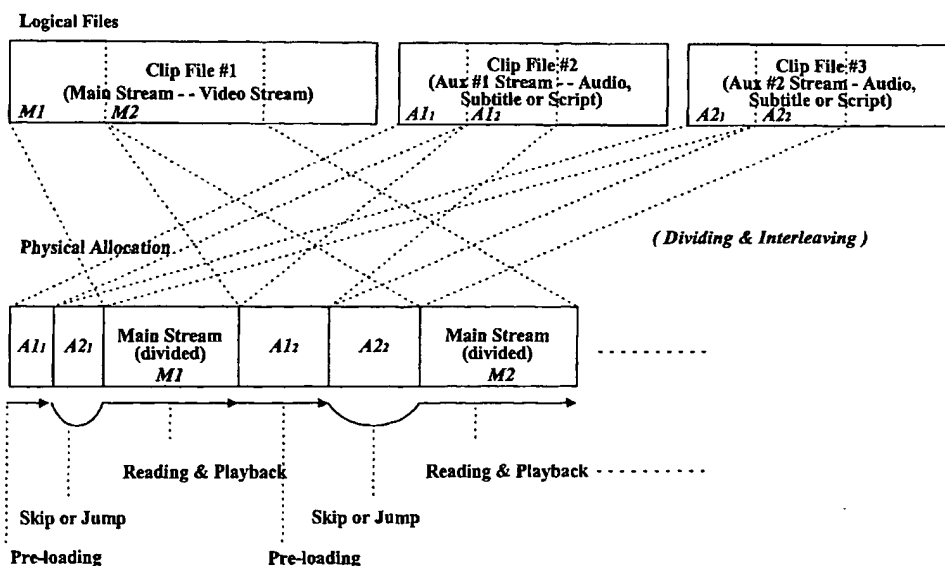 Logical Files
Clip File #1
(Main Stream - - Video Stream)
M1 M2
Clip File #2
(Aux #1 Stream -- Audio,
Subtitle or Script)
A1₁ A1₂
Clip File #3
(Aux #2 Stream - Audio,
Subtitle or Script)
A2₁ A2₂
Physical Allocation
( Dividing & Interleaving )
A1₁
A2₁
Main Stream
(divided)
M1
A1₂
A2₂
Main Stream
(divided)
M2
Reading & Playback
Reading & Playback
Skip or Jump
Skip or Jump
Pre-loading
Pre-loading